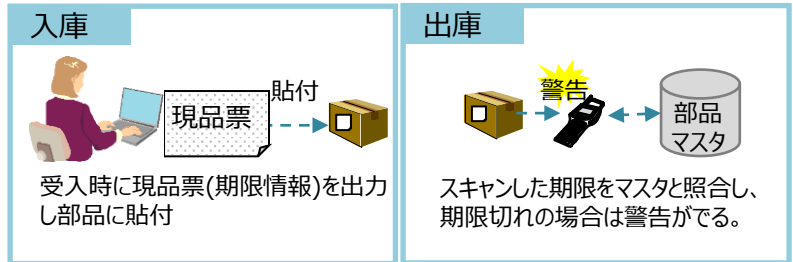 入庫
現品票
貼付
受入時に現品票(期限情報)を出力
し部品に貼付
出庫
警告
部品
マスタ
スキャンした期限をマスタと照合し、
期限切れの場合は警告がでる。